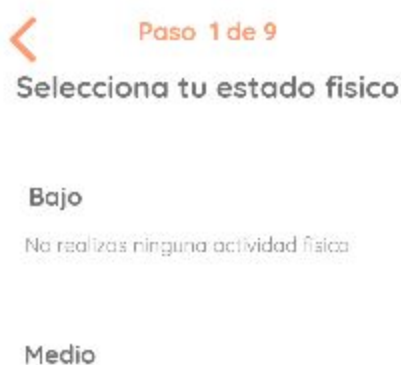 Paso 1 de 9
Selecciona tu estado fisico
Bajo
No realizas ninguna actividad fisica
Medio